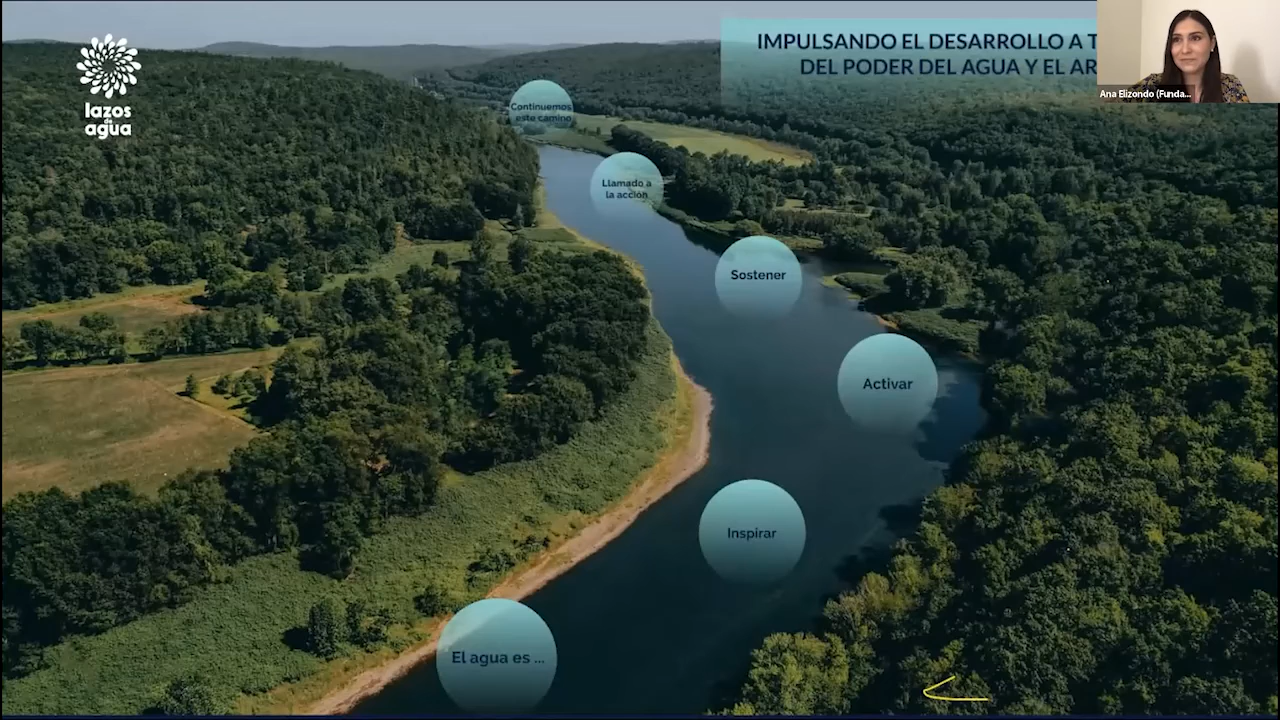 lazos
de
agua
IMPULSANDO EL DESARROLLO A
DEL PODER DEL AGUA Y EL
Ana Elizondo (Funda...
Continuemos
este camino
Llamado a
la acción
Sostener
Activar
Inspirar
El agua es ...